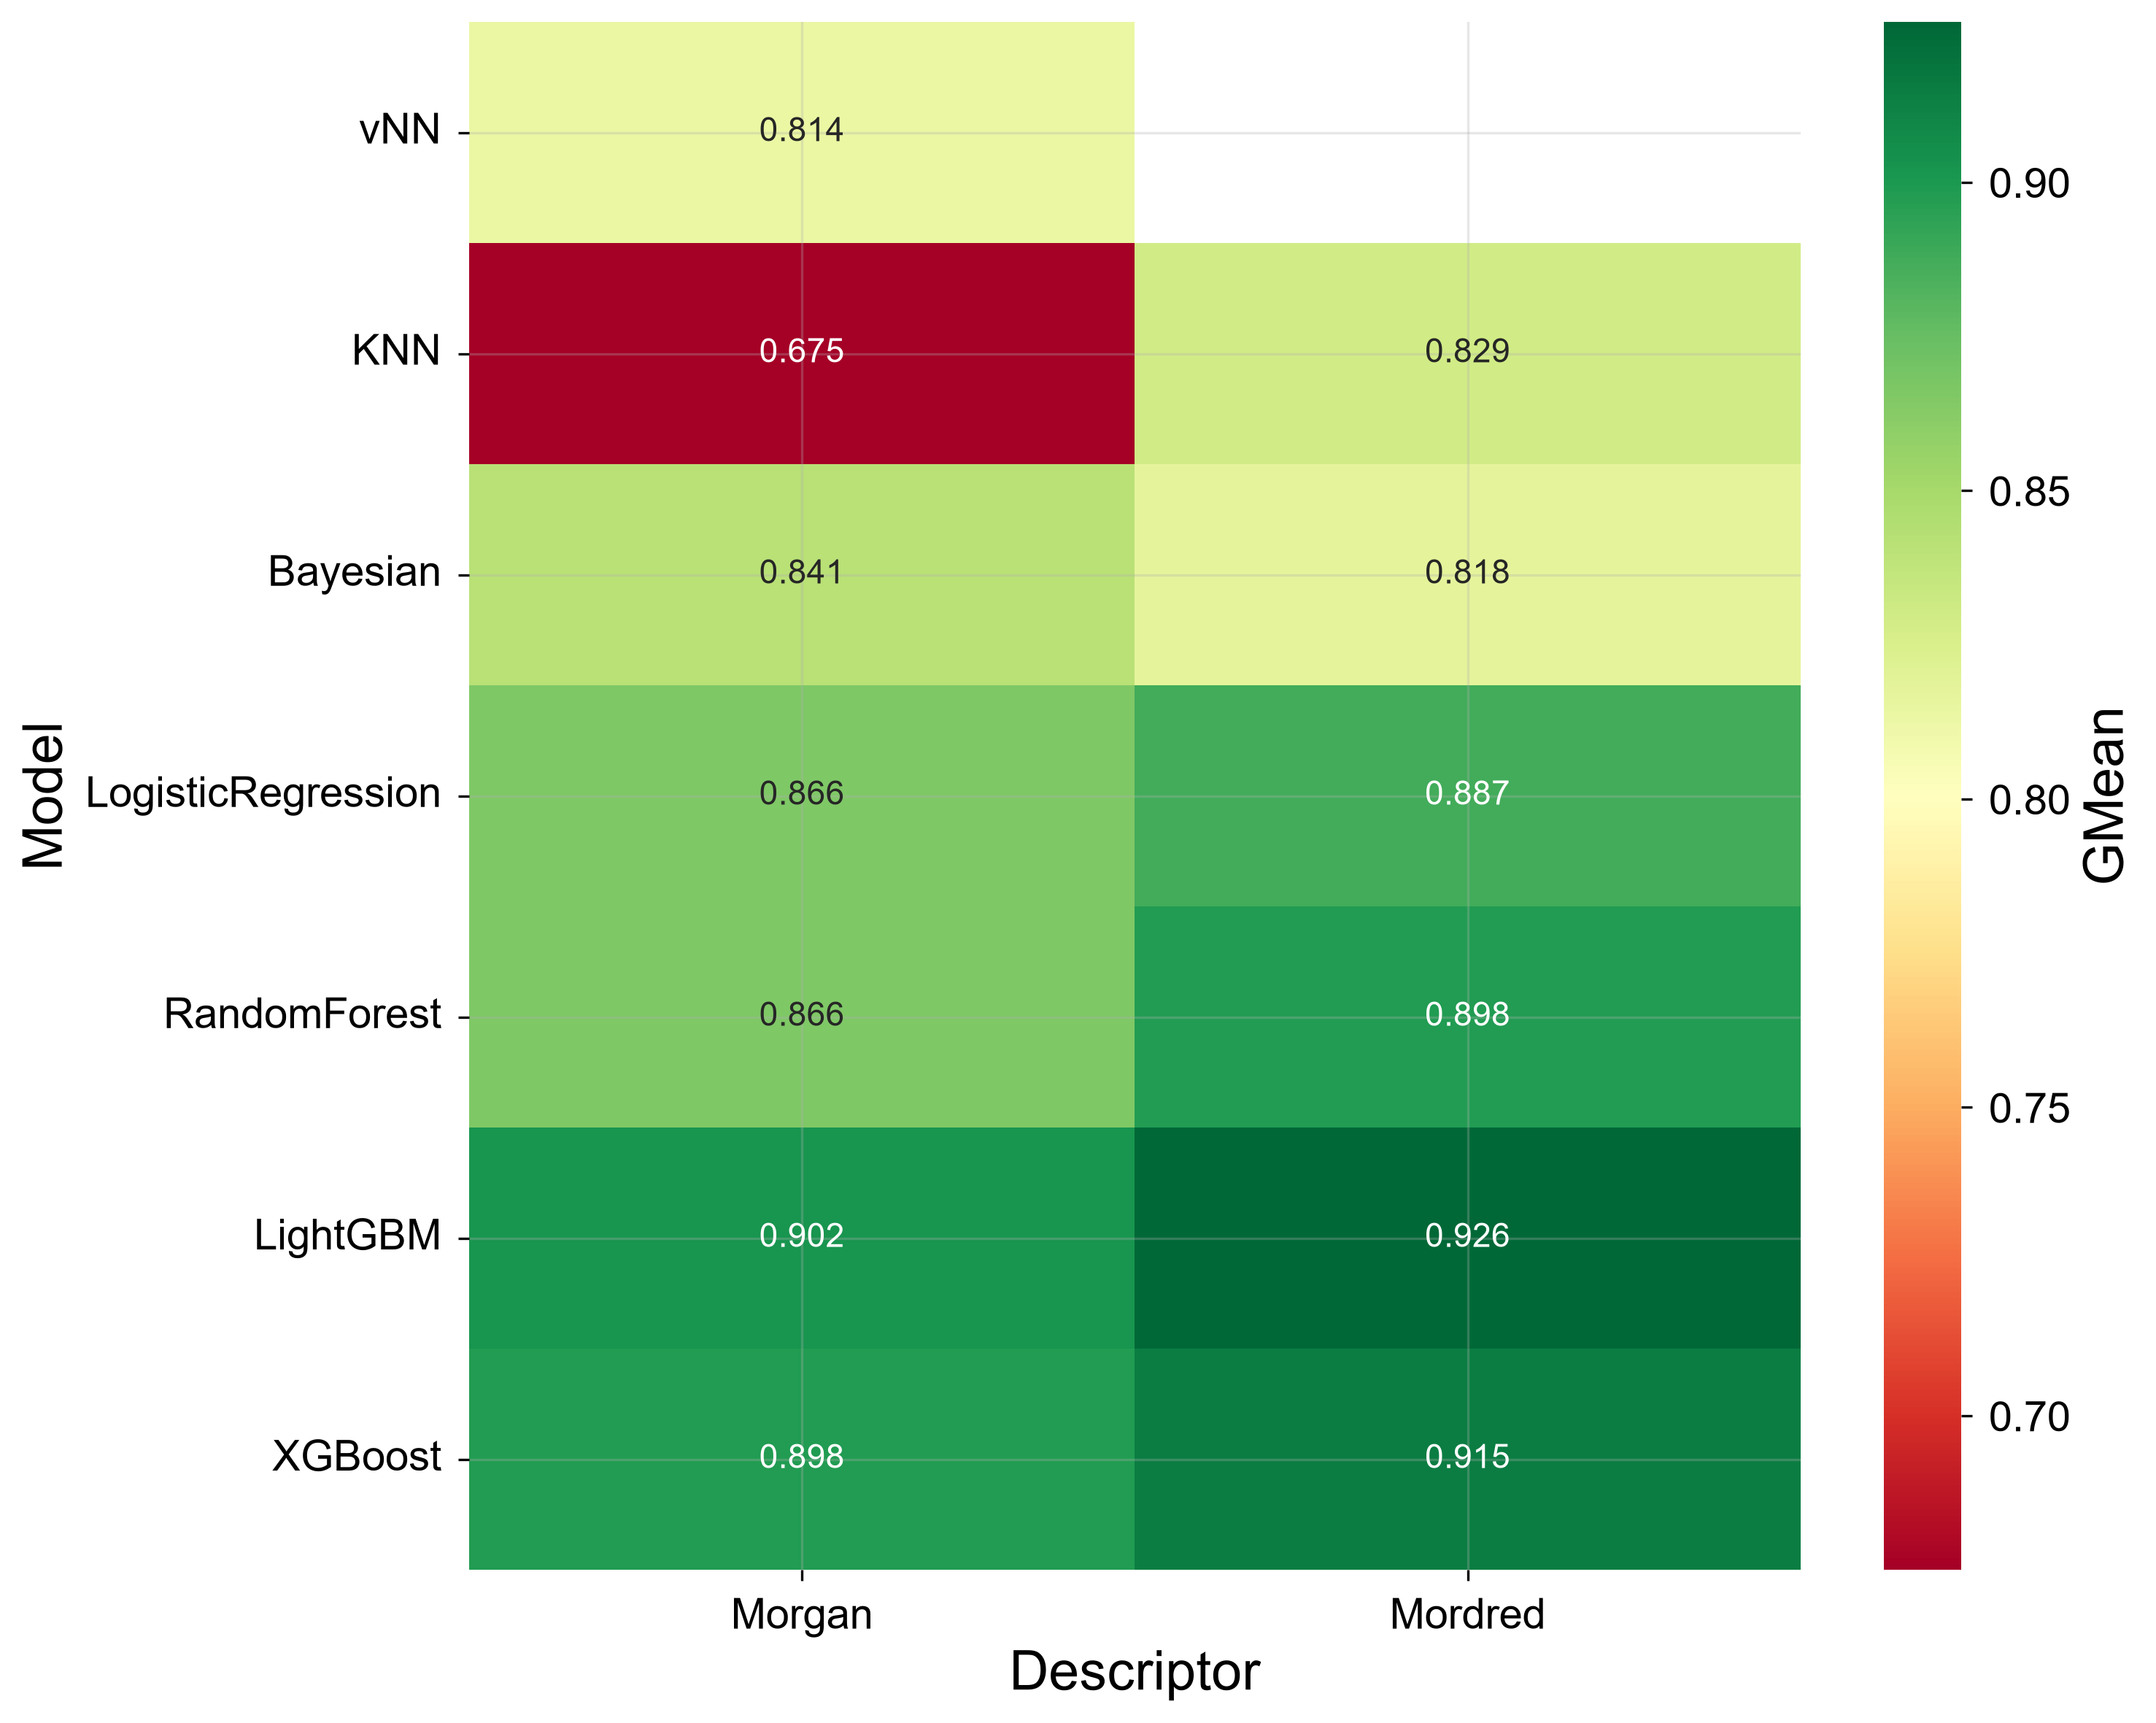 Model
vNN 0.814
KNN 0.675 0.829
Bayesian 0.841 0.818
LogisticRegression 0.866 0.887
RandomForest 0.866 0.898
LightGBM 0.902 0.926
XGBoost 0.898 0.915
Morgan Mordred
Descriptor
0.90
0.85
0.80
0.75
0.70
GMean